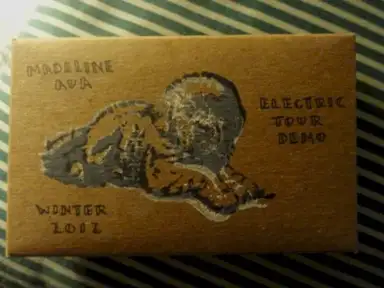 MADELINE
AVA
ELECTRIC
TOUR
DEMO
WINTER
2012